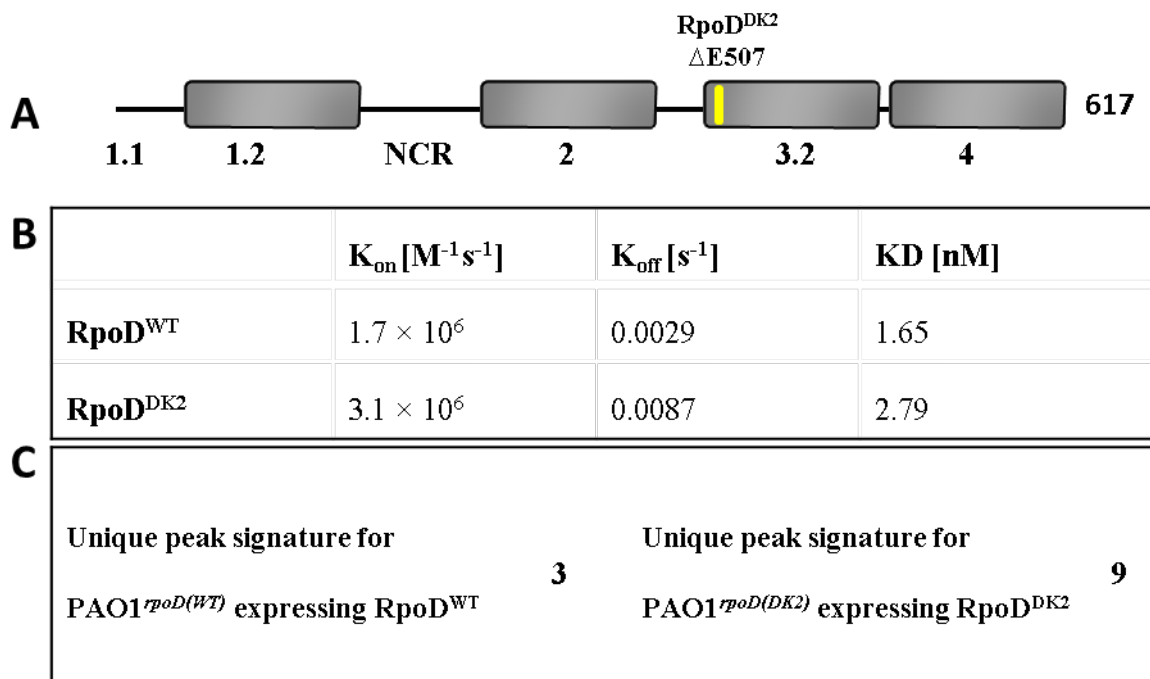 RpoD^DK2
△E507
A
617
1.1 1.2 NCR 2 3.2 4
B
K_on [M^-1 s^-1] K_off [s^-1] KD [nM]
RpoD^WT 1.7 × 10^6 0.0029 1.65
RpoD^DK2 3.1 × 10^6 0.0087 2.79
C
Unique peak signature for
PAO1^rpoD(WT) expressing RpoD^WT
3
Unique peak signature for
PAO1^rpoD(DK2) expressing RpoD^DK2
9